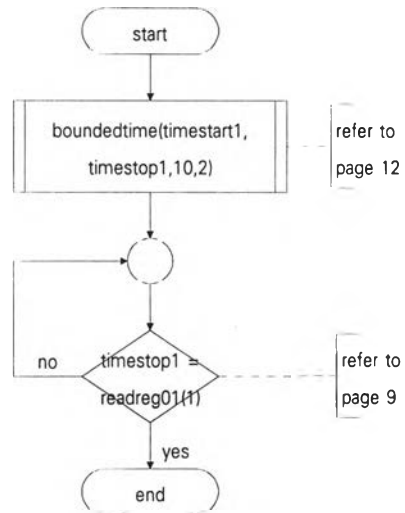 start
boundedtime(timestart1,
timestop1,10,2)
refer to
page 12
no
timestop1 =
readreg01(1)
refer to
page 9
yes
end